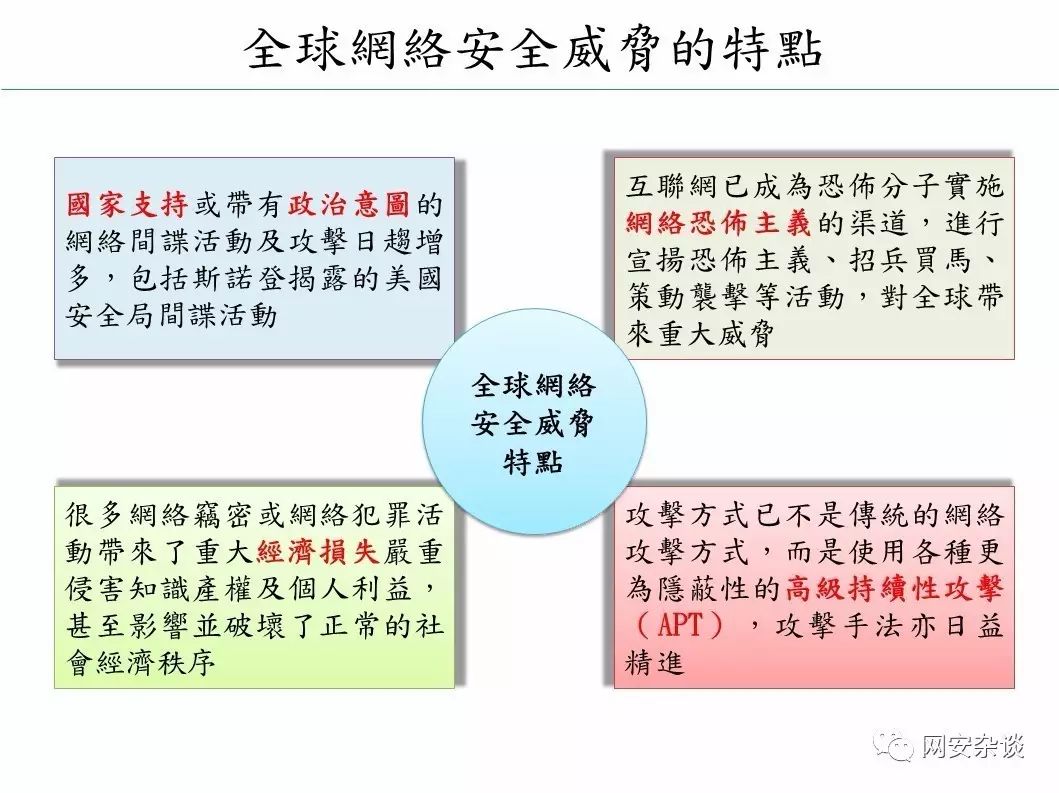 全球網絡安全威脅的特點
國家支持或帶有政治意圖的
網絡間諜活動及攻擊日趨增
多，包括斯諾登揭露的美國
安全局間諜活動
互聯網已成為恐佈分子實施
網絡恐佈主義的渠道，進行
宣揚恐佈主義、招兵買馬、
策動襲擊等活動，對全球帶
來重大威脅
全球網絡
安全威脅
特點
很多網絡竊密或網絡犯罪活
動帶來了重大經濟損失嚴重
侵害知識產權及個人利益，
甚至影響並破壞了正常的社
會經濟秩序
攻擊方式已不是傳統的網絡
攻擊方式，而是使用各種更
為隱蔽性的高級持續性攻擊
（APT），攻擊手法亦日益
精進
网安杂谈